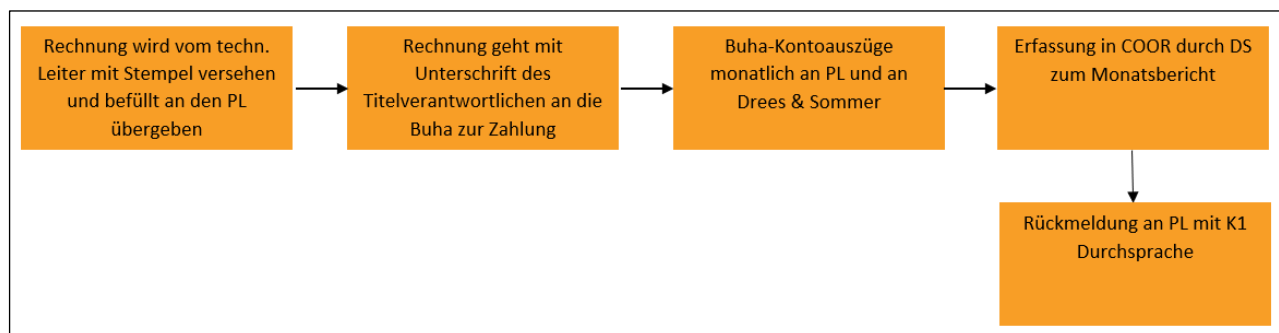 Rechnung wird vom techn.
Leiter mit Stempel versehen
und befüllt an den PL
übergeben
Rechnung geht mit
Unterschrift des
Titelverantwortlichen an die
Buha zur Zahlung
Buha-Kontoauszüge
monatlich an PL und an
Drees & Sommer
Erfassung in COOR durch DS
zum Monatsbericht
Rückmeldung an PL mit K1
Durchsprache